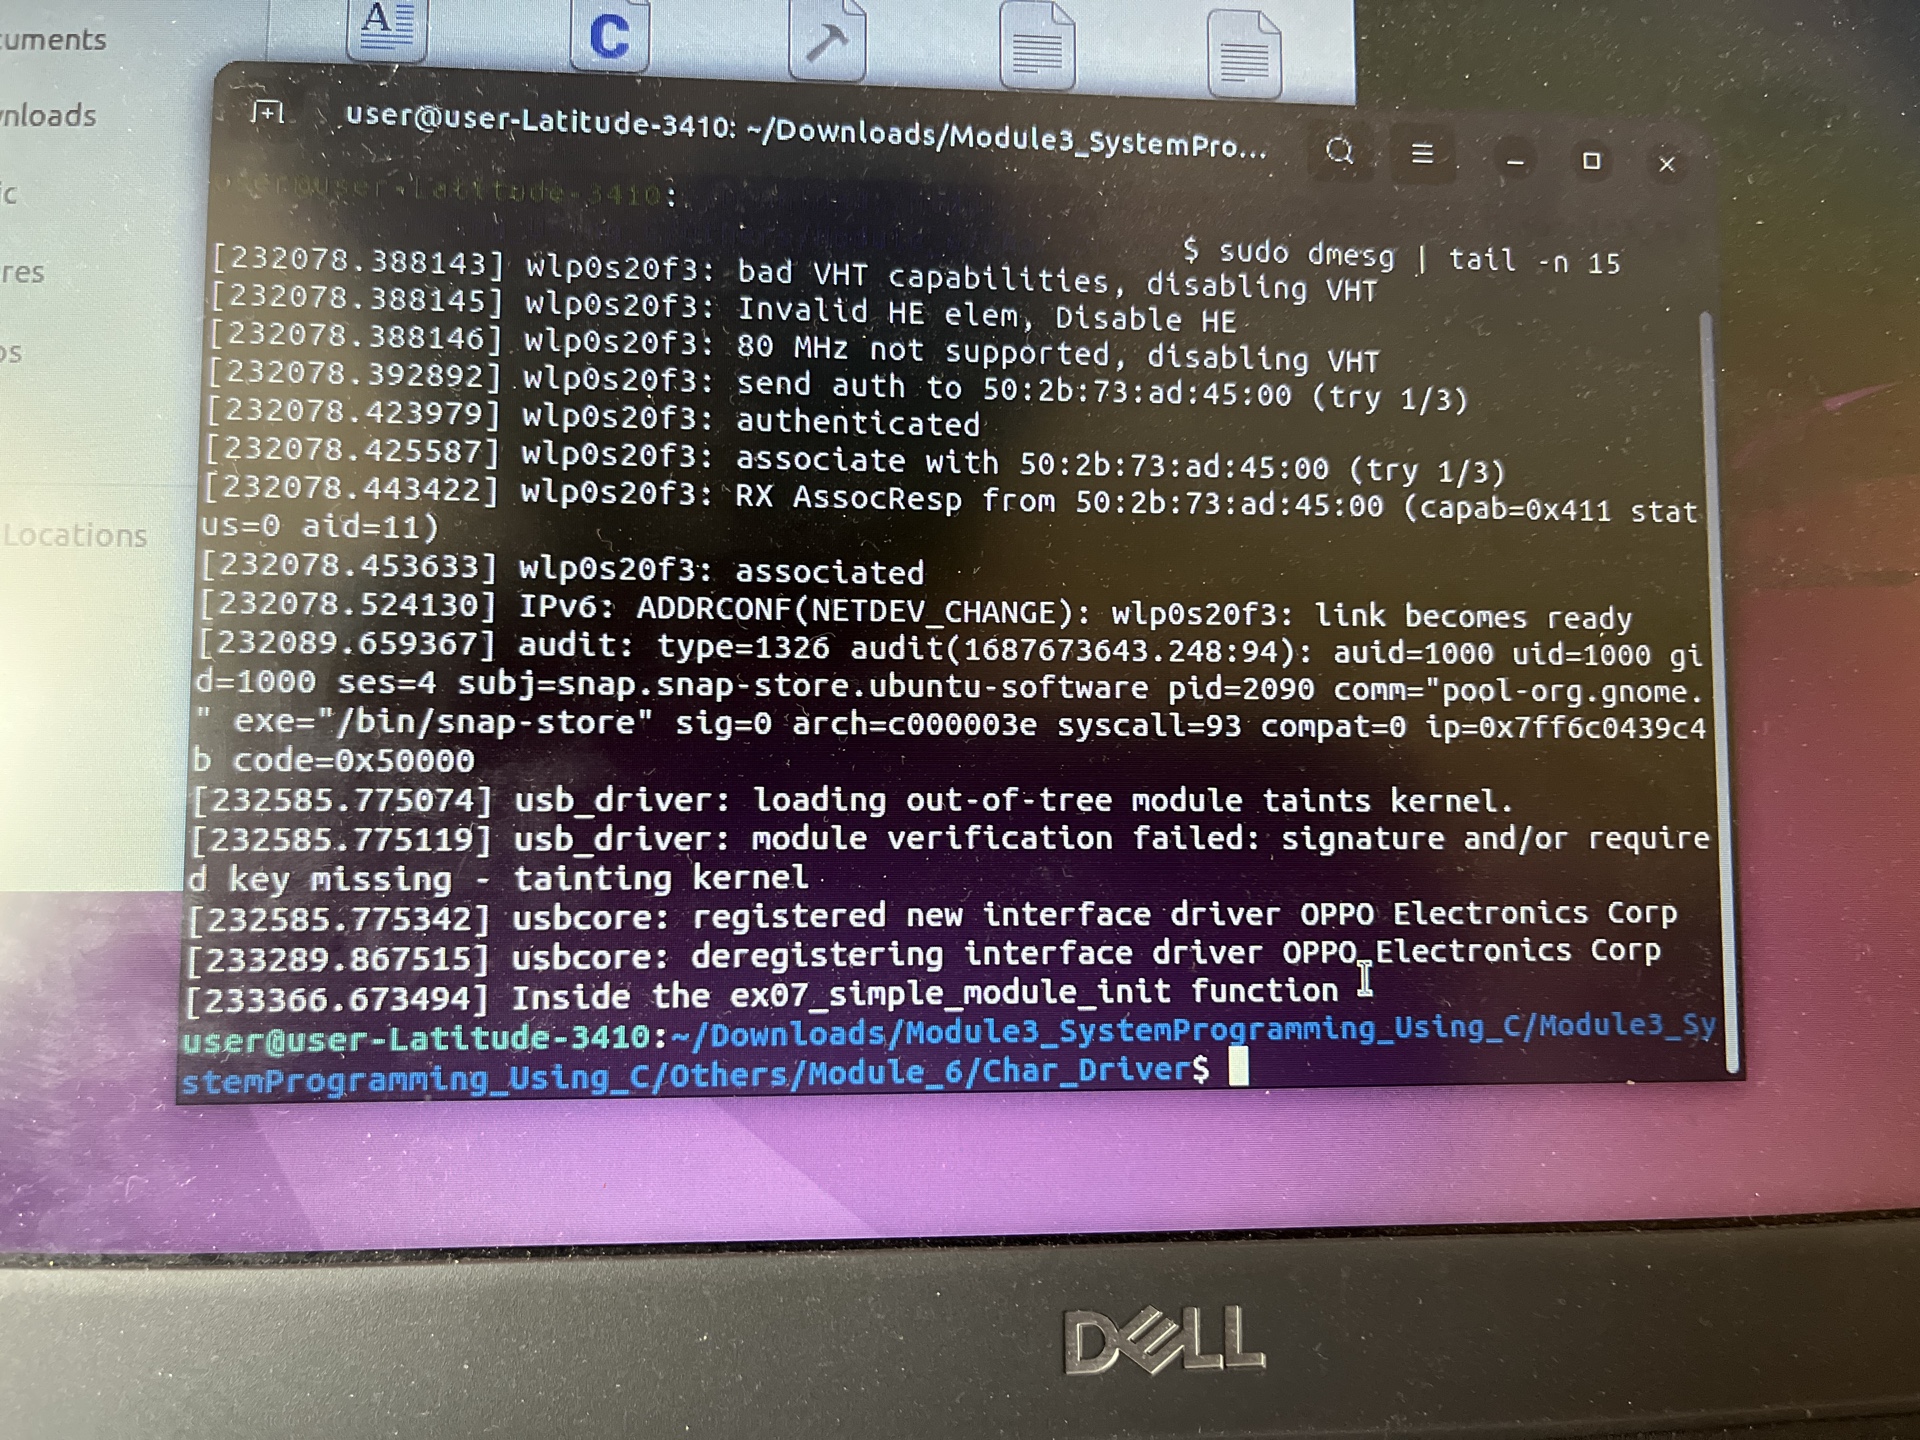 A
C
uments
nloads
c
res
os
Locations
user@user-Latitude-3410: ~/Downloads/Module3_SystemPro...
user@user-Latitude-3410:
$ sudo dmesg | tail -n 15
[232078.388143] wlp0s20f3: bad VHT capabilities, disabling VHT
[232078.388145] wlp0s20f3: Invalid HE elem, Disable HE
[232078.388146] wlp0s20f3: 80 MHz not supported, disabling VHT
[232078.392892] wlp0s20f3: send auth to 50:2b:73:ad:45:00 (try 1/3)
[232078.423979] wlp0s20f3: authenticated
[232078.425587] wlp0s20f3: associate with 50:2b:73:ad:45:00 (try 1/3)
[232078.443422] wlp0s20f3: RX AssocResp from 50:2b:73:ad:45:00 (capab=0x411 stat
us=0 aid=11)
[232078.453633] wlp0s20f3: associated
[232078.524130] IPv6: ADDRCONF(NETDEV_CHANGE): wlp0s20f3: link becomes ready
[232089.659367] audit: type=1326 audit(1687673643.248:94): auid=1000 uid=1000 gi
d=1000 ses=4 subj=snap.snap-store.ubuntu-software pid=2090 comm="pool-org.gnome.
" exe="/bin/snap-store" sig=0 arch=c000003e syscall=93 compat=0 ip=0x7ff6c0439c4
b code=0x50000
[232585.775074] usb_driver: loading out-of-tree module taints kernel.
[232585.775119] usb_driver: module verification failed: signature and/or require
d key missing - tainting kernel
[232585.775342] usbcore: registered new interface driver OPPO Electronics Corp
[233289.867515] usbcore: deregistering interface driver OPPO Electronics Corp
[233366.673494] Inside the ex07_simple_module_init function
user@user-Latitude-3410:~/Downloads/Module3_SystemProgramming_Using_C/Module3_Sy
stemProgramming_Using_C/Others/Module_6/Char_Driver$
DELL